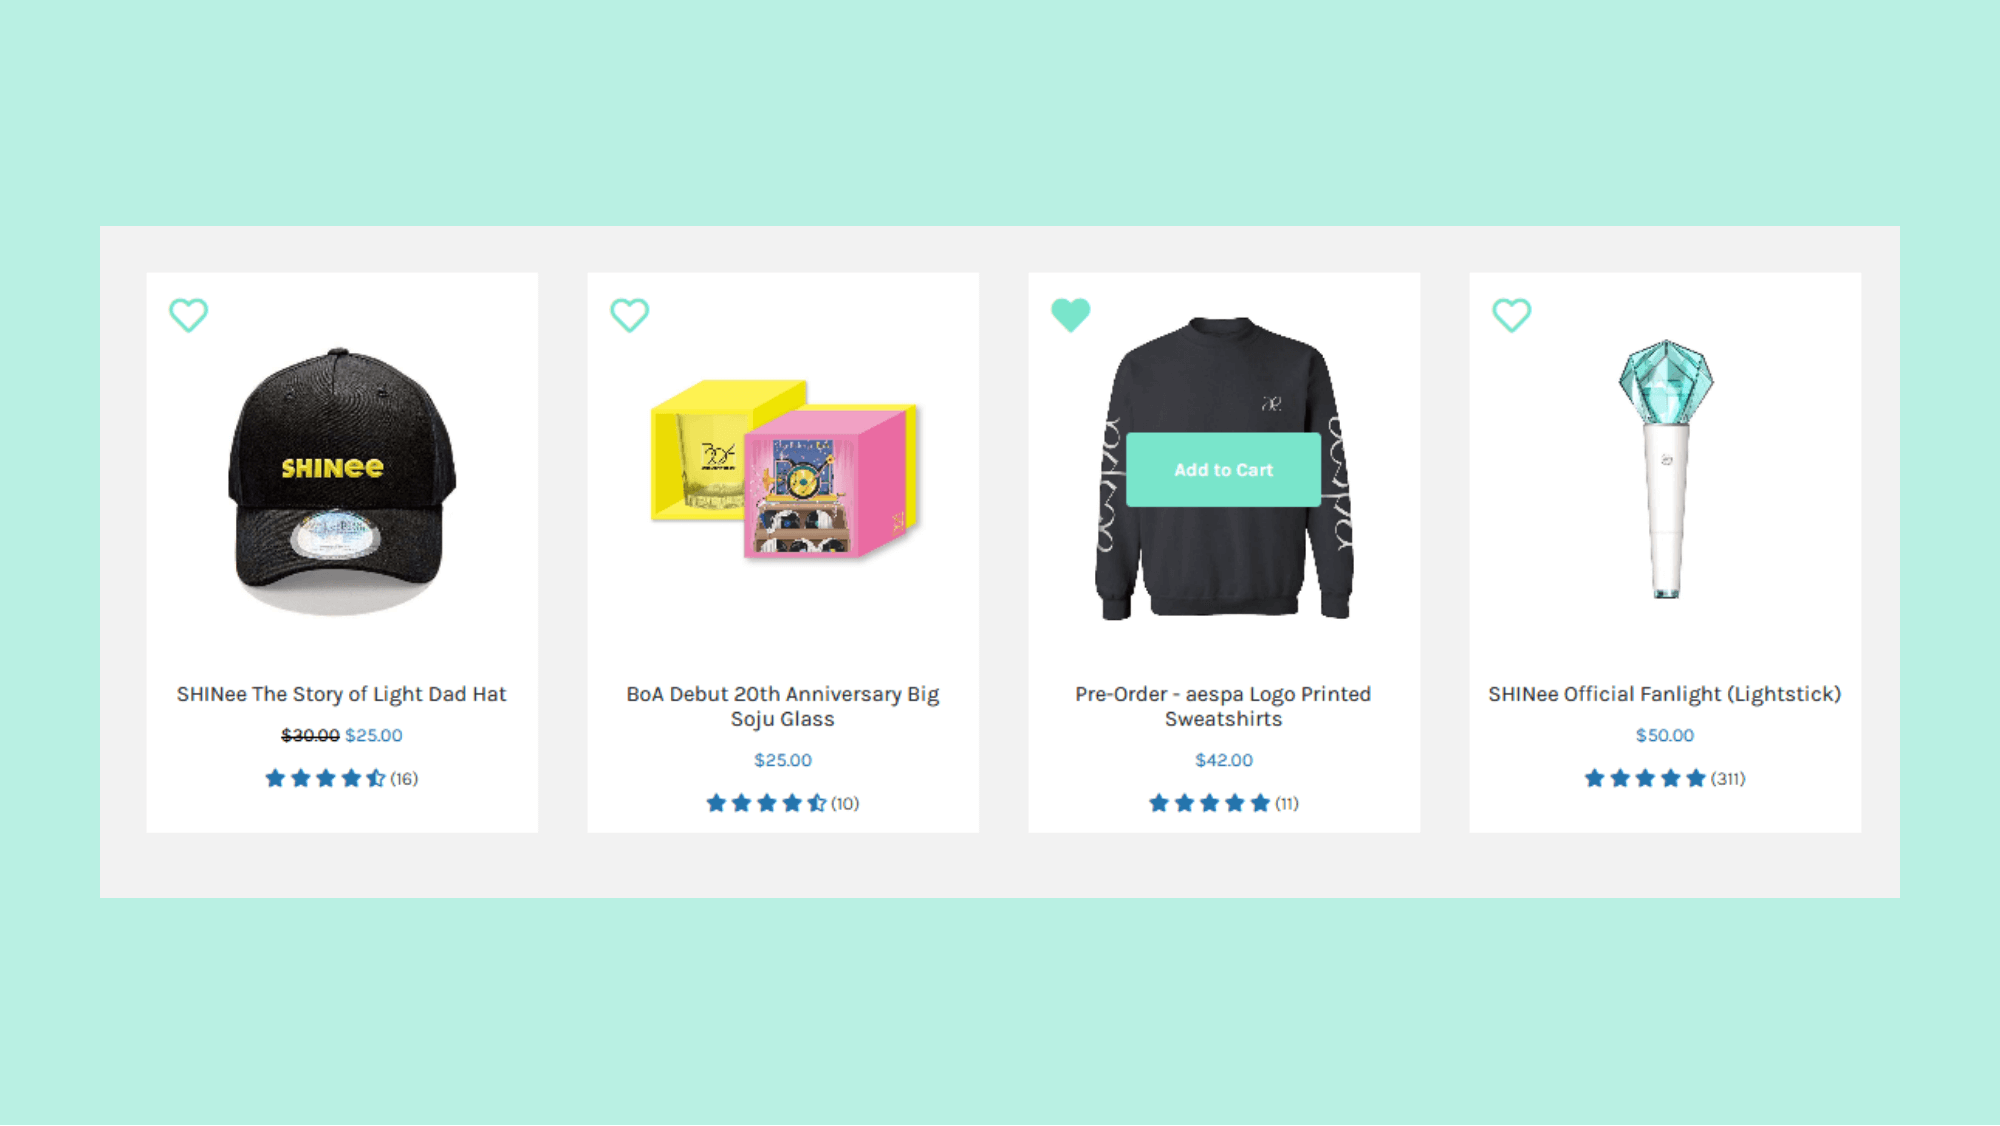 SHINee
SHINee The Story of Light Dad Hat
$30.00 $25.00
(16)
BoA Debut 20th Anniversary Big
Soju Glass
$25.00
(10)
æ
aespa
aespa
Add to Cart
Pre-Order - aespa Logo Printed
Sweatshirts
$42.00
(11)
SHINee Official Fanlight (Lightstick)
$50.00
(311)